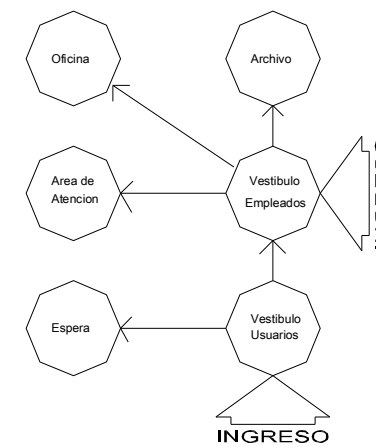 Oficina
Archivo
Area de
Atencion
Vestibulo
Empleados
Espera
Vestibulo
Usuarios
INGRESO